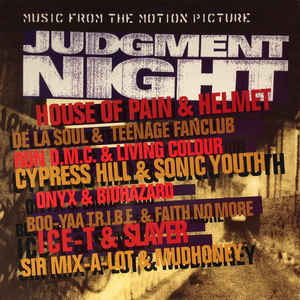 MUSIC FROM THE MOTION PICTURE
JUDGMENT
NIGHT
HOUSE OF PAIN & HELMET
DE LA SOUL & TEENAGE FANCLUB
RUN D.M.C. & LIVING COLOUR
CYPRESS HILL & SONIC YOUTH
ONYX & BIOHAZARD
BOO-YAA T.R.I.B.E. & FAITH NO MORE
ICE-T & SLAYER
SIR MIX-A-LOT & MUDHONEY